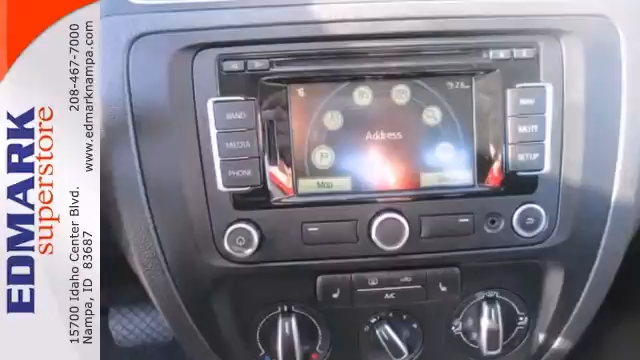 EDMARK
superstore
208-467-7000
www.edmarknampa.com
15700 Idaho Center Blvd.
Nampa, ID 83687
BAND
MEDIA
PHONE
Address
Map
NAV
MUTE
SETUP
A/C